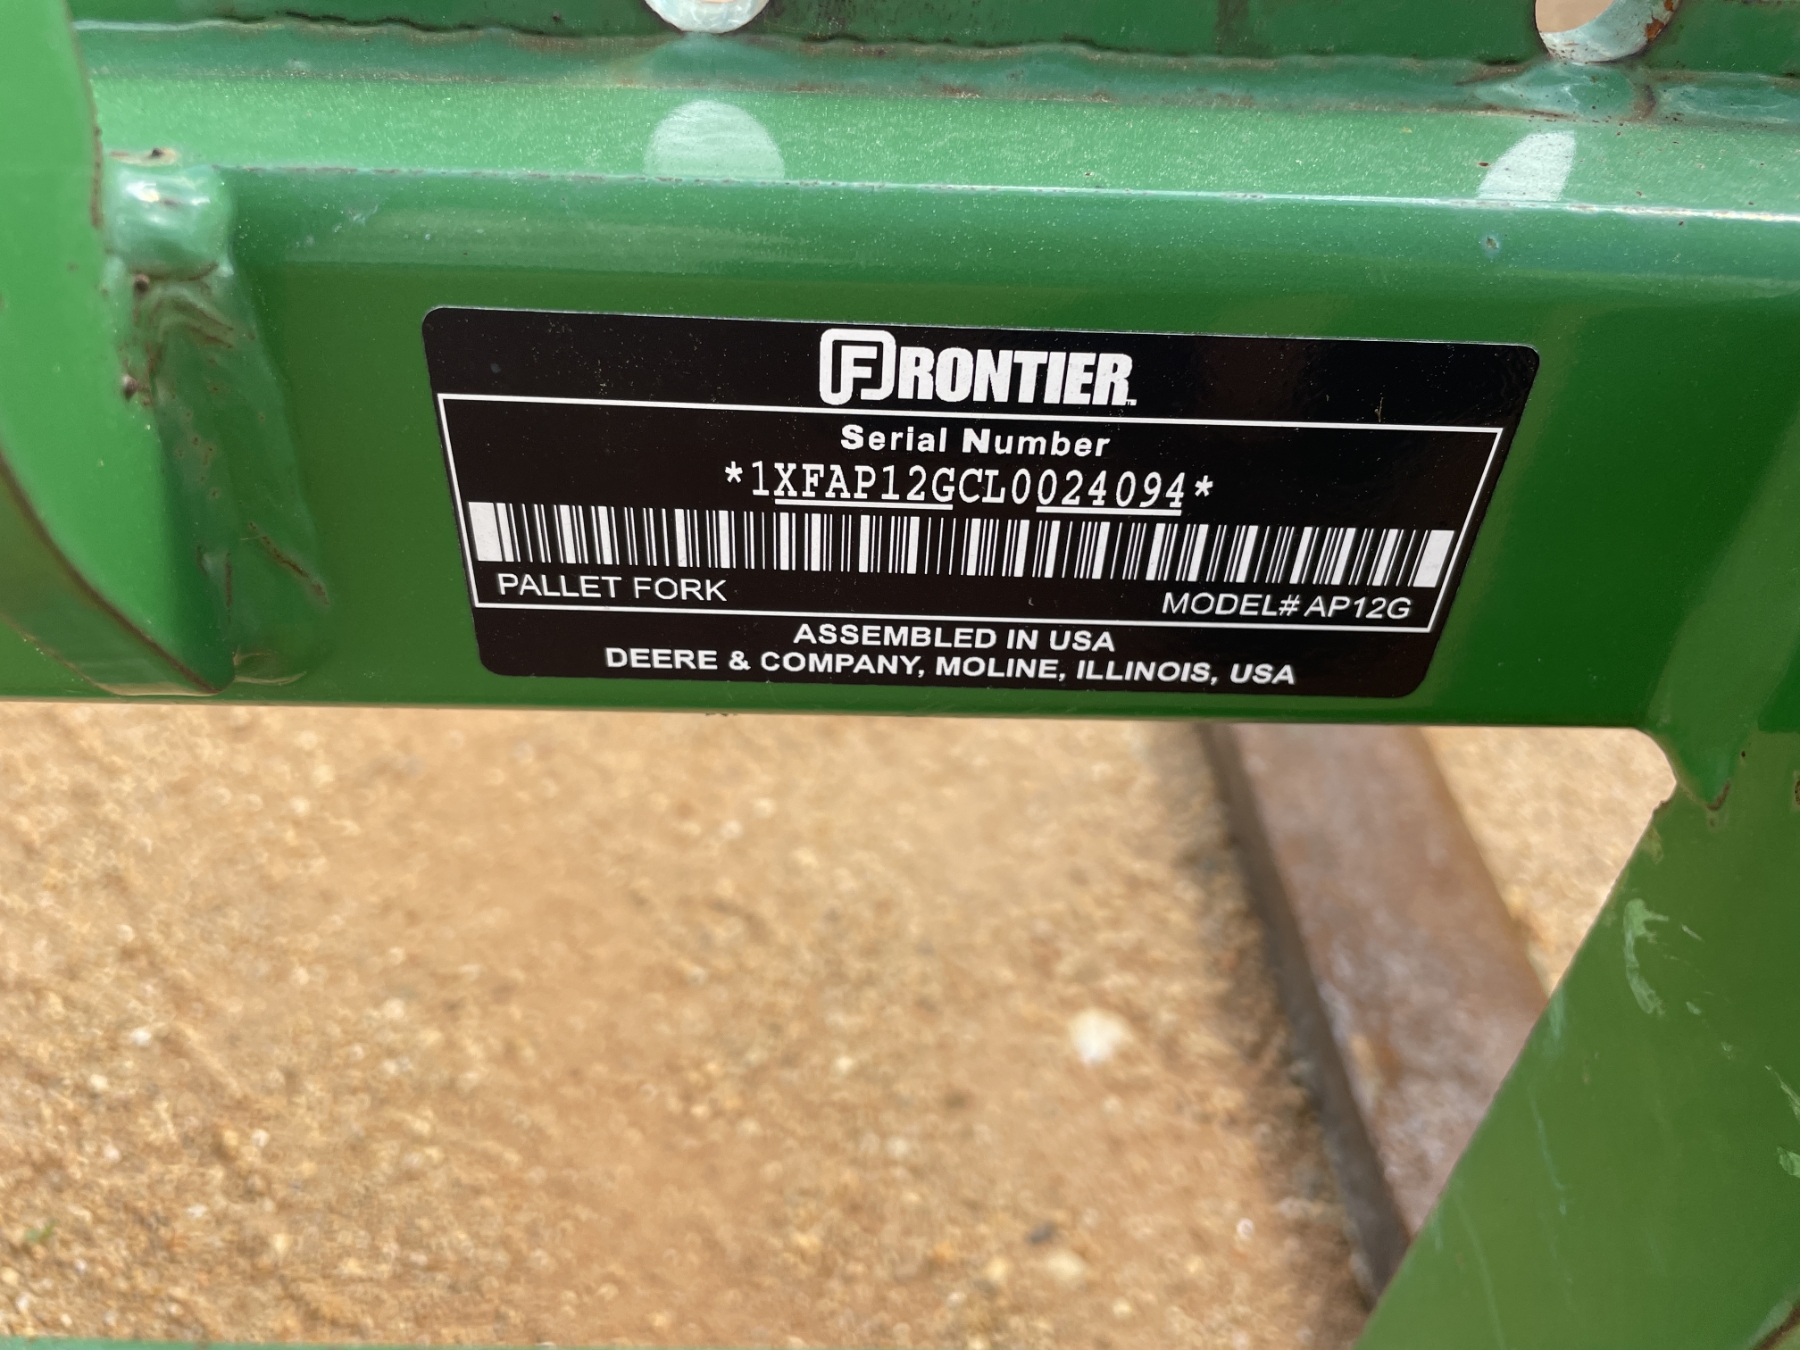 FRONTIER
Serial Number
*1XFAP12GCL0024094*
PALLET FORK
MODEL# AP12G
ASSEMBLED IN USA
DEERE & COMPANY, MOLINE, ILLINOIS, USA